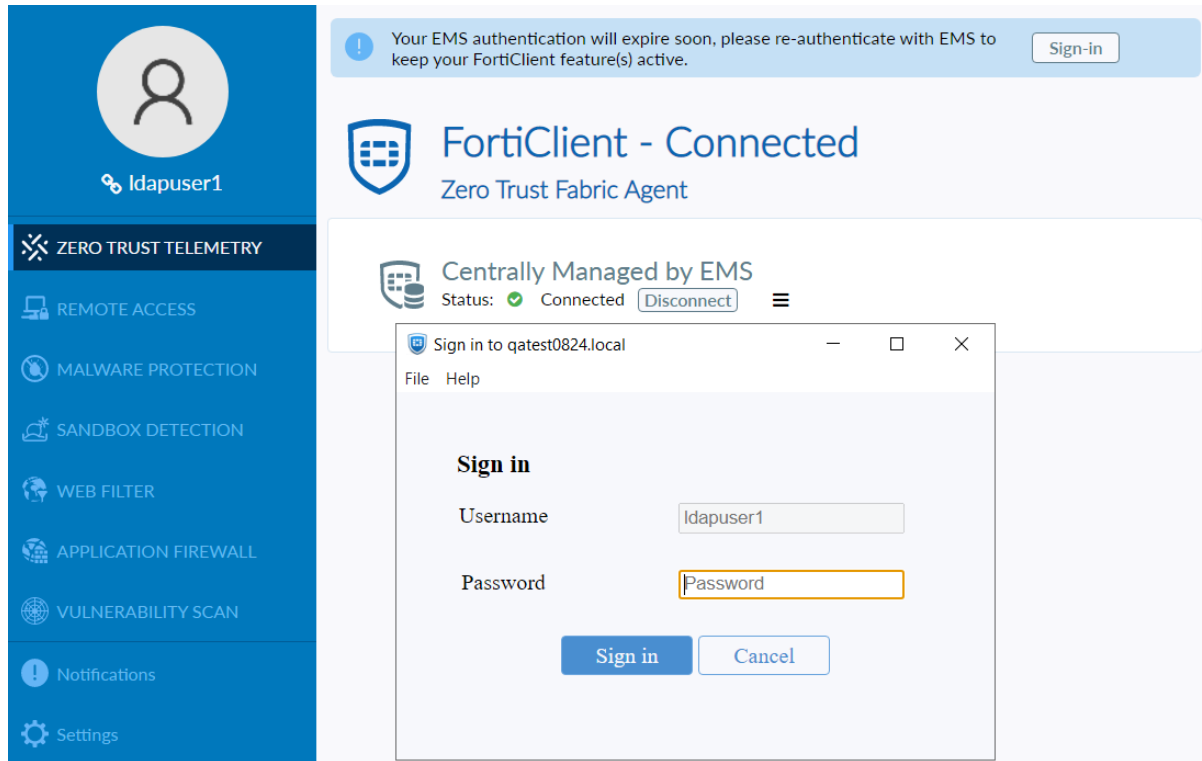 Your EMS authentication will expire soon, please re-authenticate with EMS to
keep your FortiClient feature(s) active.
Sign-in
ldapuser1
FortiClient - Connected
Zero Trust Fabric Agent
ZERO TRUST TELEMETRY
REMOTE ACCESS
MALWARE PROTECTION
SANDBOX DETECTION
WEB FILTER
APPLICATION FIREWALL
VULNERABILITY SCAN
Notifications
Settings
Centrally Managed by EMS
Status: Connected Disconnect
Sign in to qatest0824.local
File Help
Sign in
Username ldapuser1
Password Password
Sign in Cancel